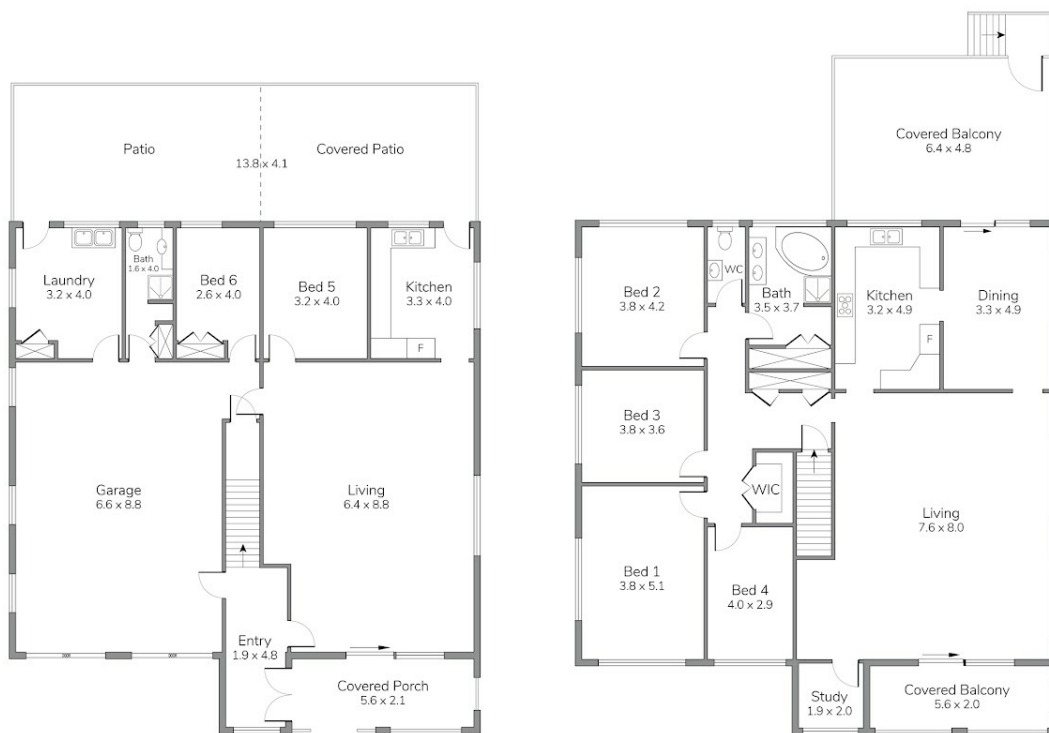 Patio
Covered Patio
13.8 x 4.1
Laundry
3.2 x 4.0
Bath
1.6 x 4.0
Bed 6
2.6 x 4.0
Bed 5
3.2 x 4.0
Kitchen
3.3 x 4.0
F
Garage
6.6 x 8.8
Living
6.4 x 8.8
Entry
1.9 x 4.8
Covered Porch
5.6 x 2.1
Covered Balcony
6.4 x 4.8
Bed 2
3.8 x 4.2
WC
Bath
3.5 x 3.7
Kitchen
3.2 x 4.9
F
Dining
3.3 x 4.9
Bed 3
3.8 x 3.6
WIC
Living
7.6 x 8.0
Bed 1
3.8 x 5.1
Bed 4
4.0 x 2.9
Study
1.9 x 2.0
Covered Balcony
5.6 x 2.0